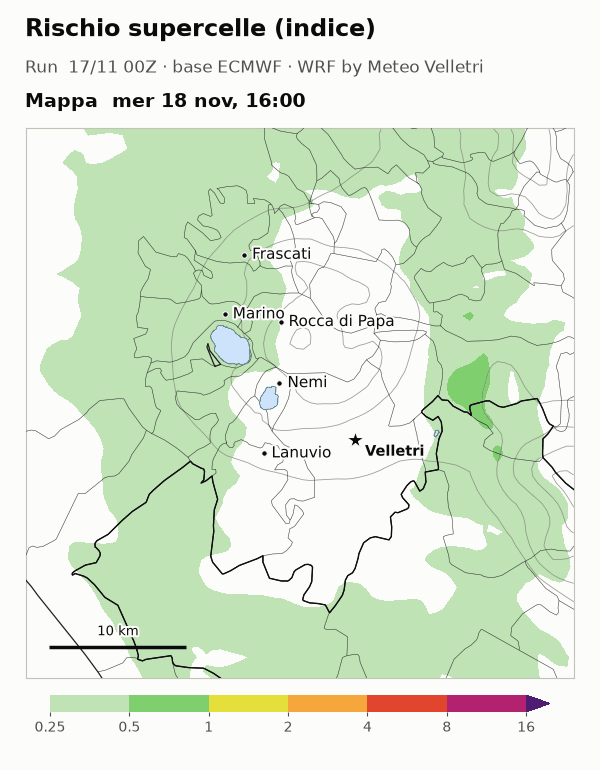 Rischio supercelle (indice)
Run  17/11 00Z · base ECMWF · WRF by Meteo Velletri
Mappa  mer 18 nov, 16:00
Frascati
Marino
Rocca di Papa
Nemi
Velletri
Lanuvio
10 km
0.25 0.5 1 2 4 8 16